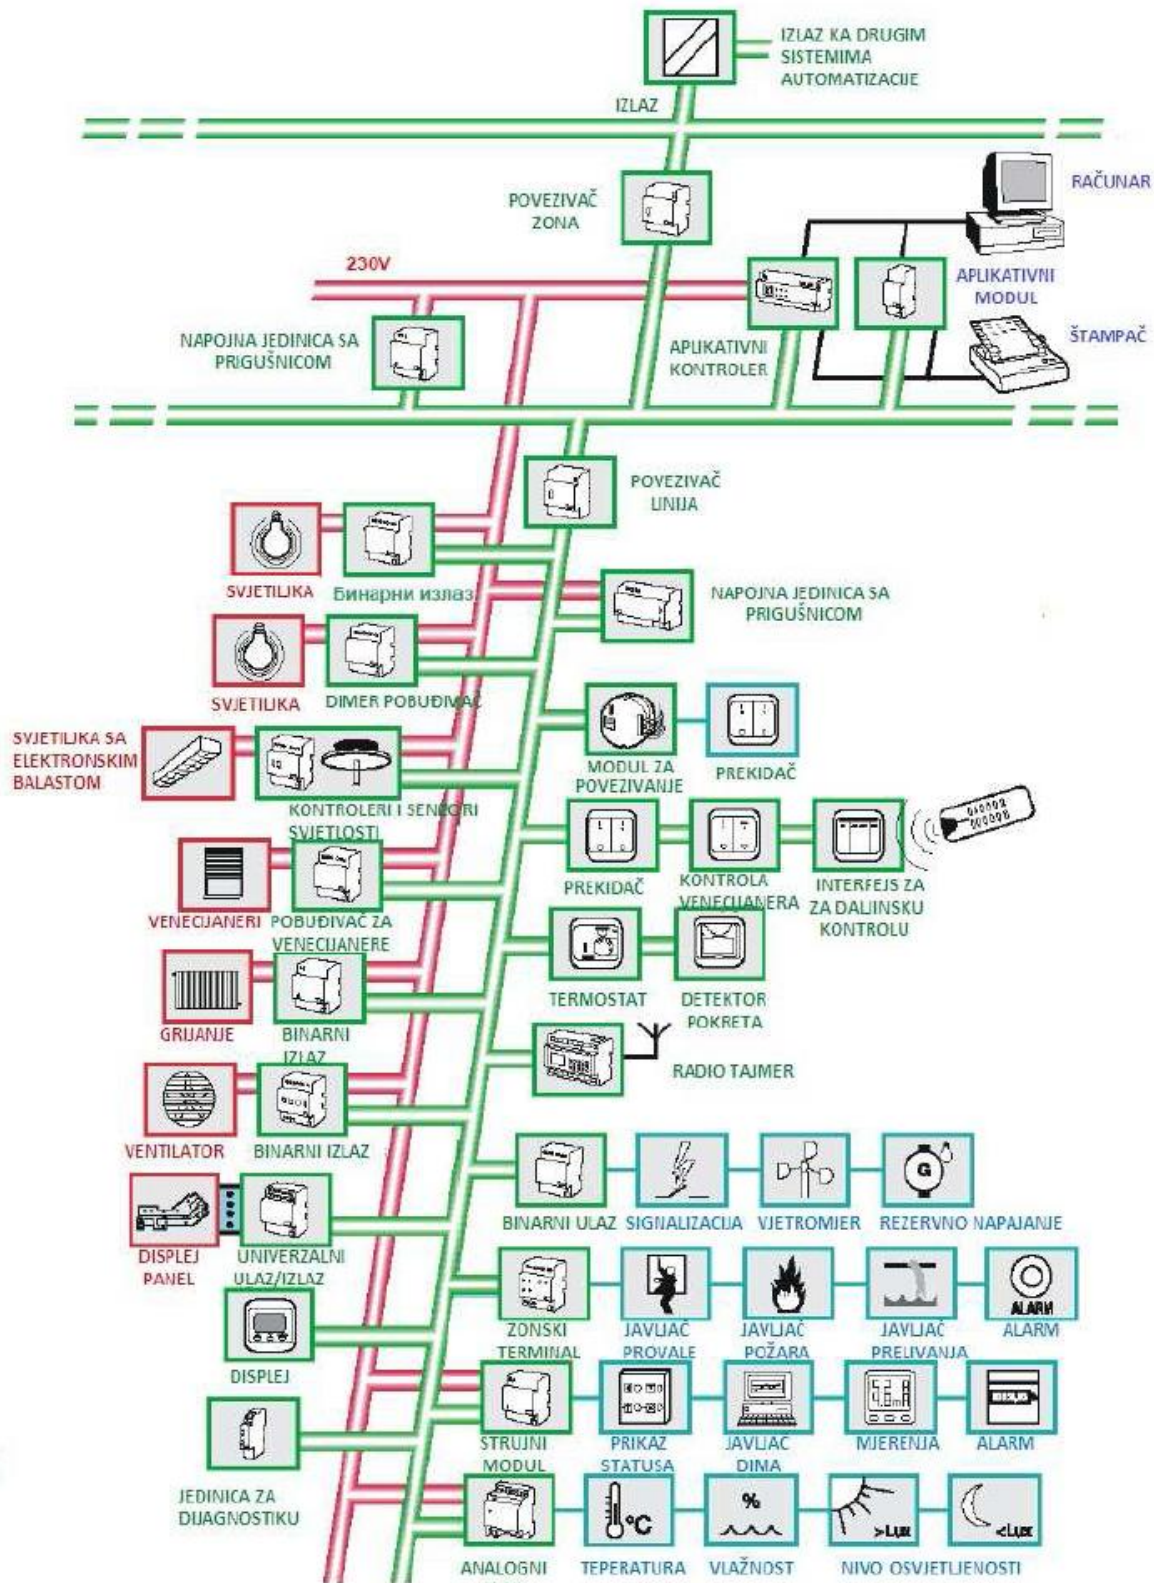 IZLAZ KA DRUGIM
SISTEMIMA
AUTOMATIZACIJE
IZLAZ
POVEZIVAČ
ZONA
RAČUNAR
230V
APLIKATIVNI
MODUL
NAPOJNA JEDINICA SA
PRIGUŠNICOM
APLIKATIVNI
KONTROLER
ŠTAMPAČ
POVEZIVAČ
LINIJA
SVJETILJKA
Бинарни излаз
NAPOJNA JEDINICA SA
PRIGUŠNICOM
SVJETILJKA
DIMER POBUĐIVAČ
SVJETILJKA SA
ELEKTRONSKIM
BALASTOM
KONTROLERI I SENZORI
SVJETLOSTI
MODUL ZA
POVEZIVANJE
PREKIDAČ
VENECIJANERI
POBUĐIVAČ ZA
VENECIJANERE
PREKIDAČ
KONTROLA
VENECIJANERA
INTERFEJS ZA
ZA DALJINSKU
KONTROLU
GRIJANJE
BINARNI
IZLAZ
TERMOSTAT
DETEKTOR
POKRETA
RADIO TAJMER
VENTILATOR
BINARNI IZLAZ
G
BINARNI ULAZ
SIGNALIZACIJA
VJETROMJER
REZERVNO NAPAJANJE
DISPLEJ
PANEL
UNIVERZALNI
ULAZ/IZLAZ
ALARM
ZONSKI
TERMINAL
JAVLJAČ
PROVALE
JAVLJAČ
POŽARA
JAVLJAČ
PRELIVANJA
ALARM
DISPLEJ
STRUJNI
MODUL
PRIKAZ
STATUSA
JAVLJAČ
DIMA
MJERENJA
ALARM
JEDINICA ZA
DIJAGNOSTIKU
°C
%
>Lux
<Lux
ANALOGNI
TEPERATURA
VLAŽNOST
NIVO OSVJETLJENOSTI